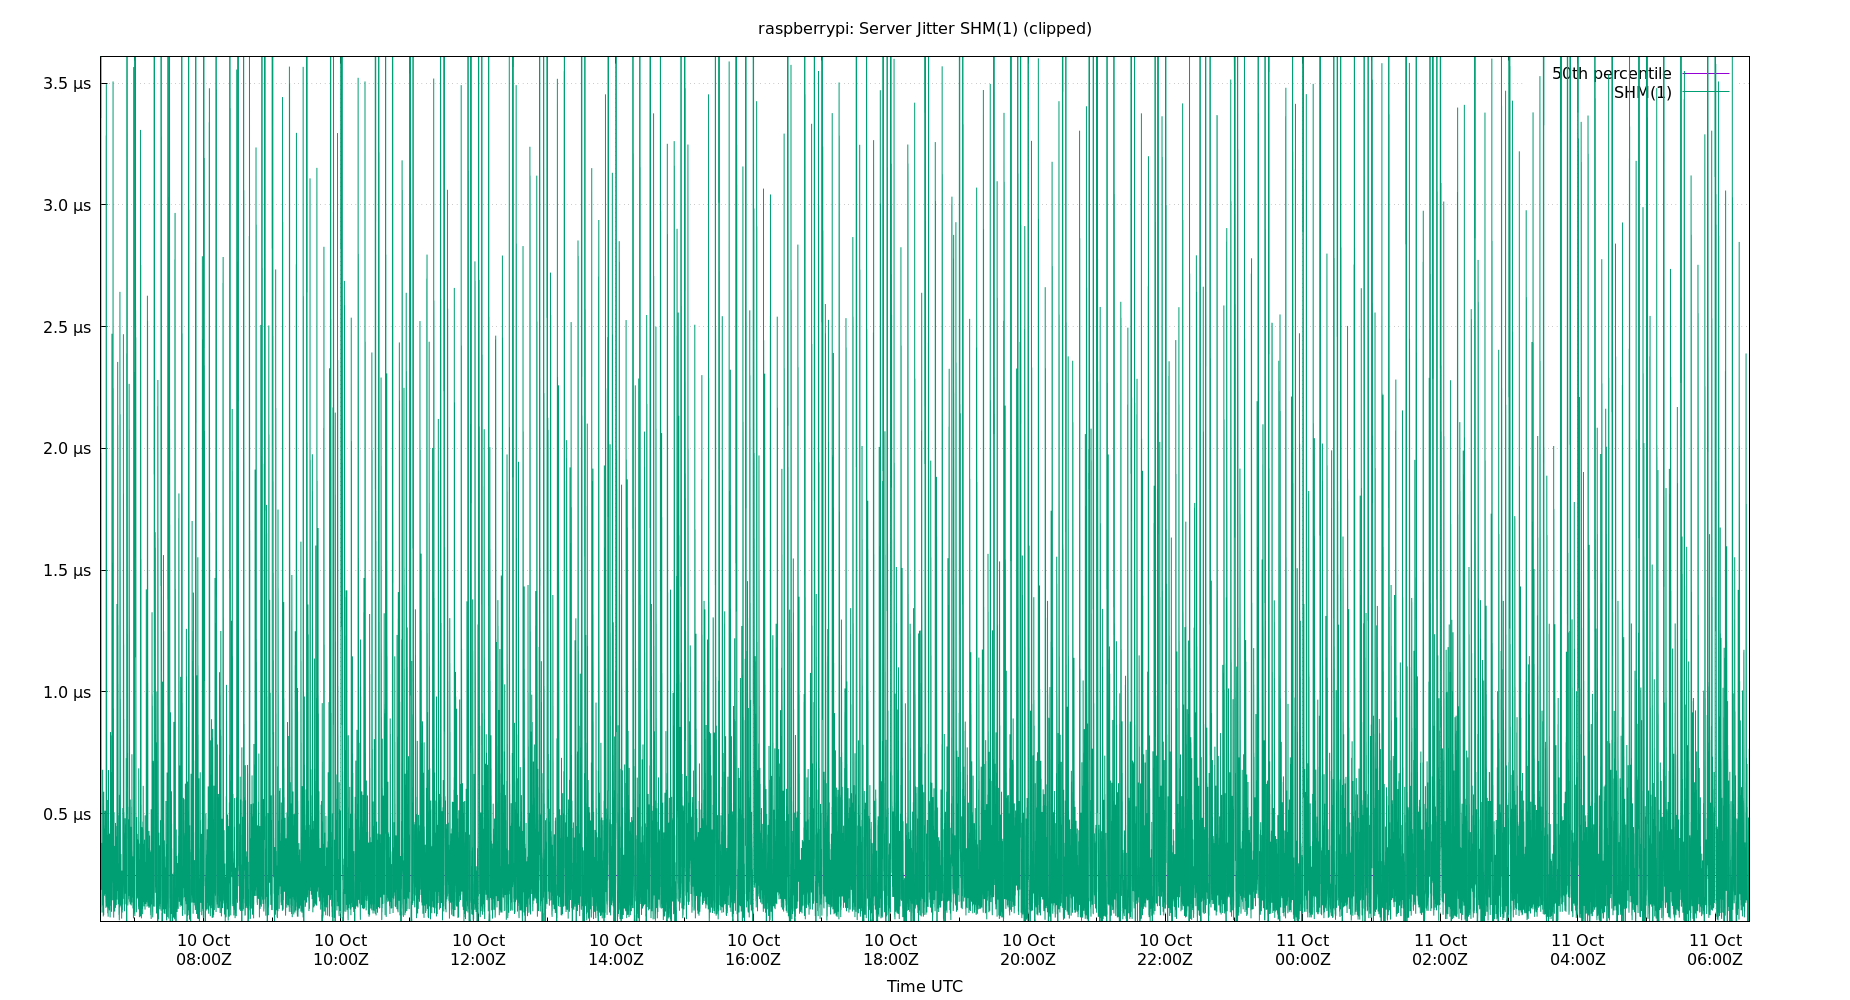 raspberrypi: Server Jitter SHM(1) (clipped)
50th percentile
SHM(1)
3.5 µs
3.0 µs
2.5 µs
2.0 µs
1.5 µs
1.0 µs
0.5 µs
10 Oct 10 Oct 10 Oct 10 Oct 10 Oct 10 Oct 10 Oct 10 Oct 11 Oct 11 Oct 11 Oct 11 Oct
08:00Z 10:00Z 12:00Z 14:00Z 16:00Z 18:00Z 20:00Z 22:00Z 00:00Z 02:00Z 04:00Z 06:00Z
Time UTC